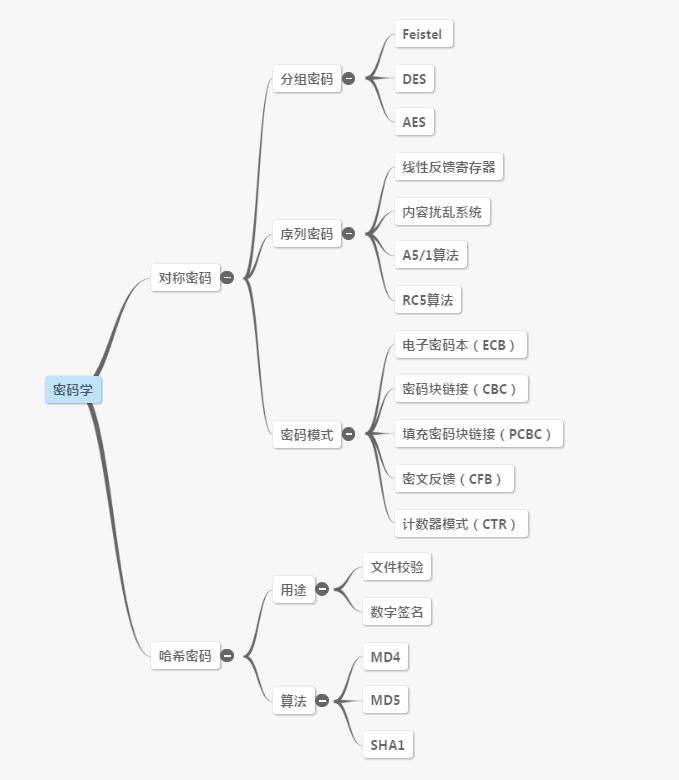 密码学
对称密码
分组密码
Feistel
DES
AES
序列密码
线性反馈寄存器
内容扰乱系统
A5/1算法
RC5算法
密码模式
电子密码本（ECB）
密码块链接（CBC）
填充密码块链接（PCBC）
密文反馈（CFB）
计数器模式（CTR）
哈希密码
用途
文件校验
数字签名
算法
MD4
MD5
SHA1